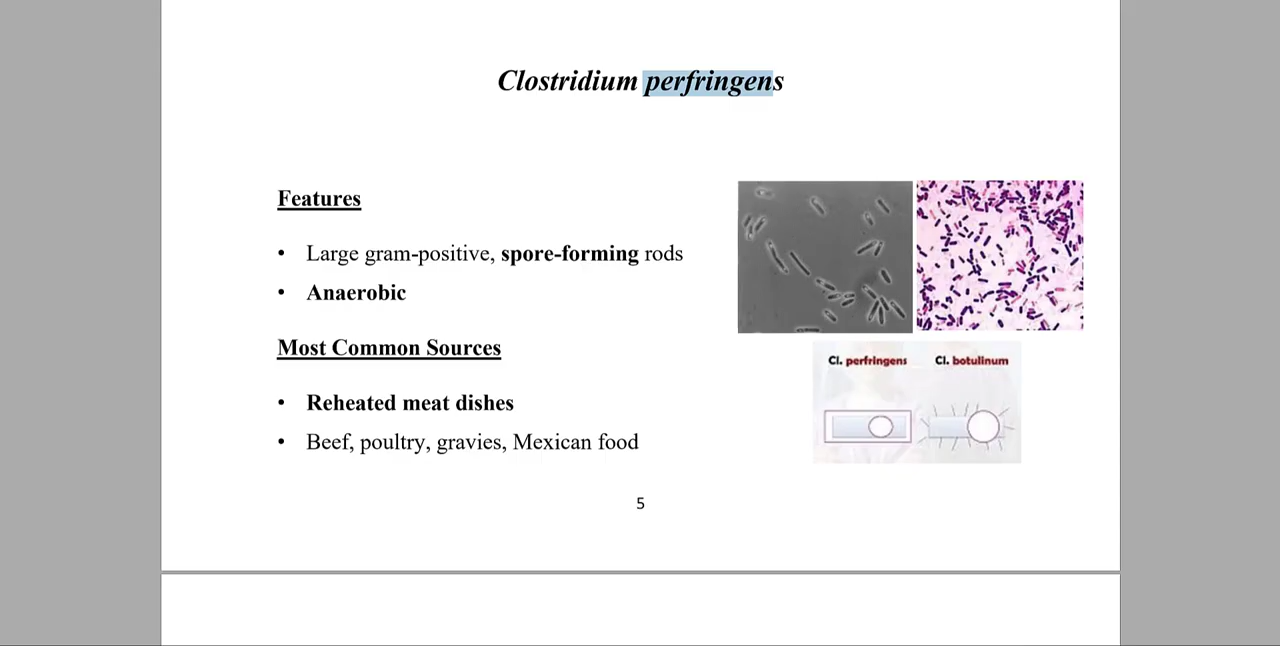 Clostridium perfringens
Features
• Large gram-positive, spore-forming rods
• Anaerobic
Most Common Sources
• Reheated meat dishes
• Beef, poultry, gravies, Mexican food
Cl. perfringens
Cl. botulinum
5